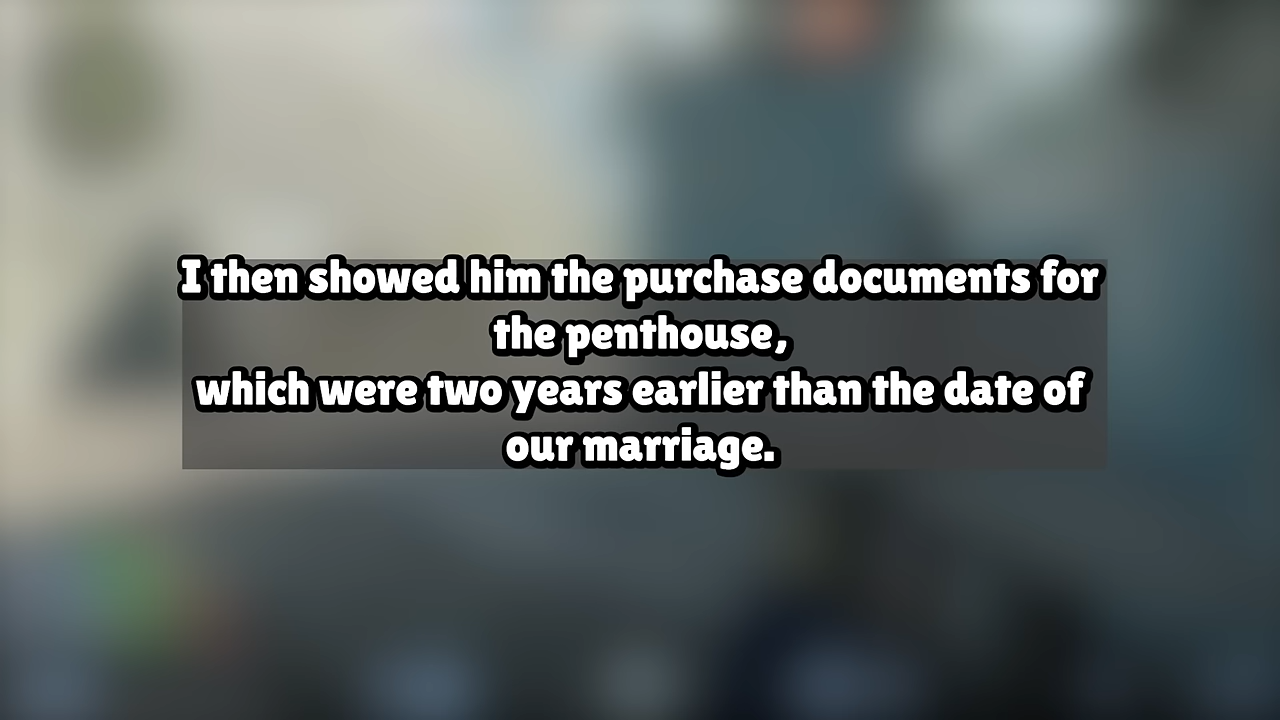 I then showed him the purchase documents for
the penthouse,
which were two years earlier than the date of
our marriage.